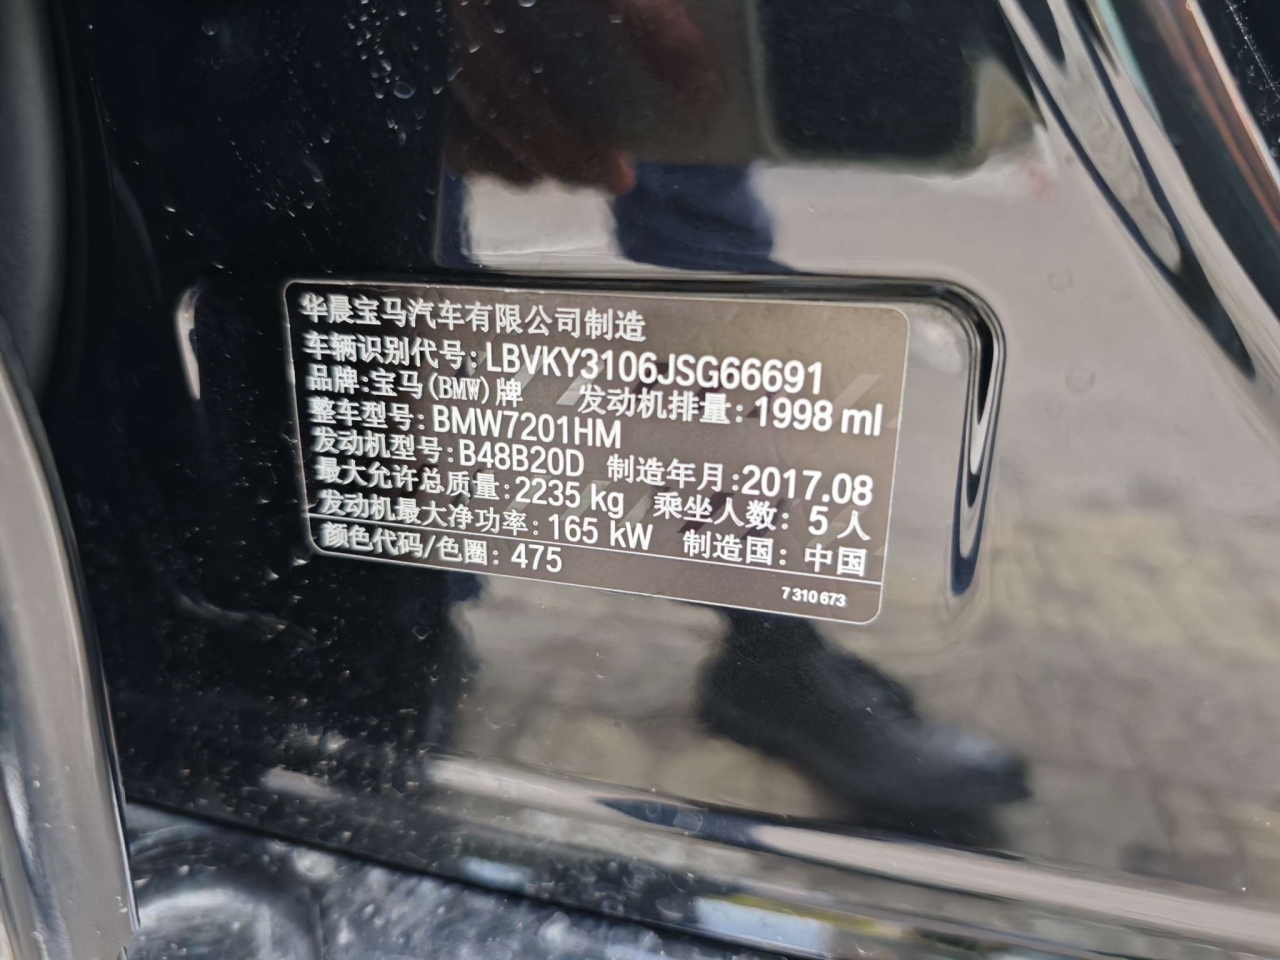 华晨宝马汽车有限公司制造
车辆识别代号: LBVKY3106JSG66691
品牌:宝马(BMW)牌 发动机排量: 1998 ml
整车型号: BMW7201HM
发动机型号: B48B20D 制造年月:2017.08
最大允许总质量: 2235 kg 乘坐人数: 5 人
发动机最大净功率: 165 kW 制造国: 中国
颜色代码/色圈: 475
7 310 673